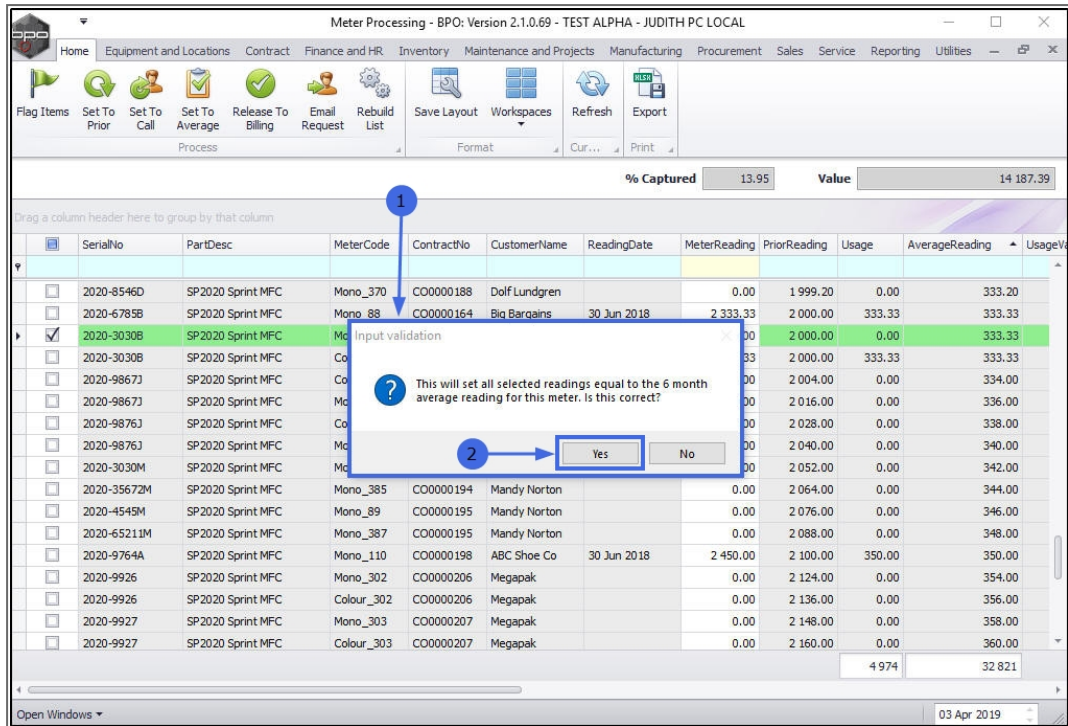 Meter Processing - BPO: Version 2.1.0.69 - TEST ALPHA - JUDITH PC LOCAL
bpo
Home Equipment and Locations Contract Finance and HR Inventory Maintenance and Projects Manufacturing Procurement Sales Service Reporting Utilities
Flag Items Set To Prior Set To Call Set To Average Release To Billing Email Request Rebuild List Save Layout Workspaces Refresh Export
Process Format Cur... Print
% Captured 13.95 Value 14 187.39
1
Drag a column header here to group by that column
SerialNo PartDesc MeterCode ContractNo CustomerName ReadingDate MeterReading PriorReading Usage AverageReading UsageVa
2020-8546D SP2020 Sprint MFC Mono_370 CO0000188 Dolf Lundgren 0.00 1 999.20 0.00 333.20
2020-6785B SP2020 Sprint MFC Mono_88 CO0000164 Big Bargains 30 Jun 2018 2 333.33 2 000.00 333.33 333.33
2020-3030B SP2020 Sprint MFC Mo 00 2 000.00 0.00 333.33
2020-3030B SP2020 Sprint MFC Co 33 2 000.00 333.33 333.33
2020-9867J SP2020 Sprint MFC Co 00 2 004.00 0.00 334.00
2020-9867J SP2020 Sprint MFC Mo 00 2 016.00 0.00 336.00
2020-9876J SP2020 Sprint MFC Co 00 2 028.00 0.00 338.00
2020-9876J SP2020 Sprint MFC Mo 00 2 040.00 0.00 340.00
2020-3030M SP2020 Sprint MFC Mo 00 2 052.00 0.00 342.00
Input validation
This will set all selected readings equal to the 6 month
average reading for this meter. Is this correct?
2 Yes No
2020-35672M SP2020 Sprint MFC Mono_385 CO0000194 Mandy Norton 0.00 2 064.00 0.00 344.00
2020-4545M SP2020 Sprint MFC Mono_89 CO0000195 Mandy Norton 0.00 2 076.00 0.00 346.00
2020-65211M SP2020 Sprint MFC Mono_387 CO0000195 Mandy Norton 0.00 2 088.00 0.00 348.00
2020-9764A SP2020 Sprint MFC Mono_110 CO0000198 ABC Shoe Co 30 Jun 2018 2 450.00 2 100.00 350.00 350.00
2020-9926 SP2020 Sprint MFC Mono_302 CO0000206 Megapak 0.00 2 124.00 0.00 354.00
2020-9926 SP2020 Sprint MFC Colour_302 CO0000206 Megapak 0.00 2 136.00 0.00 356.00
2020-9927 SP2020 Sprint MFC Mono_303 CO0000207 Megapak 0.00 2 148.00 0.00 358.00
2020-9927 SP2020 Sprint MFC Colour_303 CO0000207 Megapak 0.00 2 160.00 0.00 360.00
4 974 32 821
Open Windows 03 Apr 2019